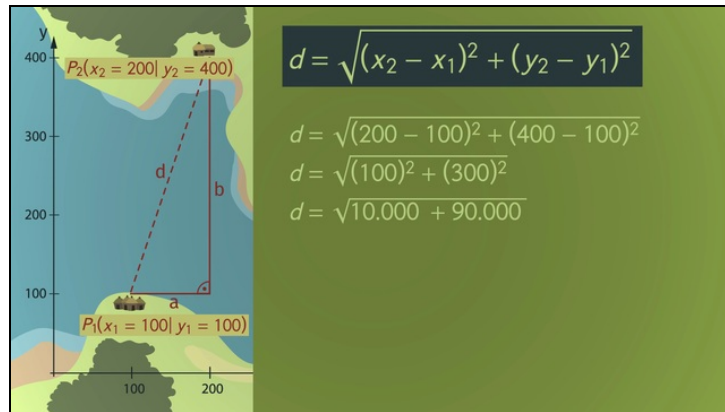 y
400
P₂(x₂ = 200| y₂ = 400)
300
d
b
200
100
a
P₁(x₁ = 100| y₁ = 100)
100 200
d = √(x₂ − x₁)² + (y₂ − y₁)²
d = √(200 − 100)² + (400 − 100)²
d = √(100)² + (300)²
d = √10.000 + 90.000